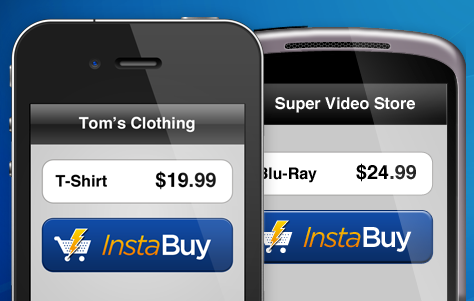 Tom's Clothing
T-Shirt $19.99
InstaBuy
Super Video Store
Blu-Ray $24.99
InstaBuy